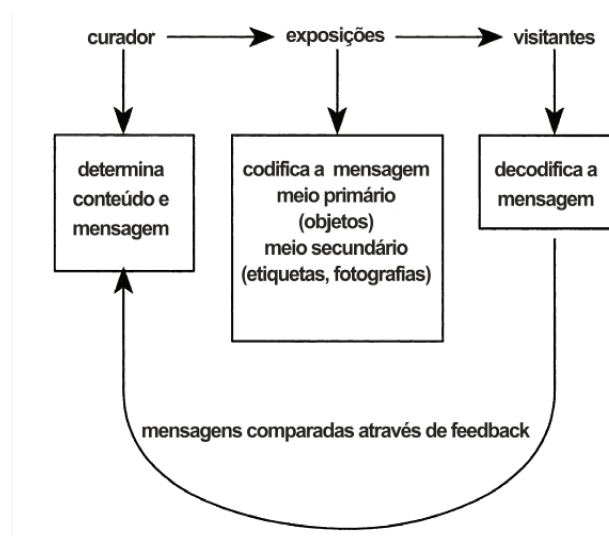 curador
exposições
visitantes
determina
conteúdo e
mensagem
codifica a mensagem
meio primário
(objetos)
meio secundário
(etiquetas, fotografias)
decodifica a
mensagem
mensagens comparadas através de feedback